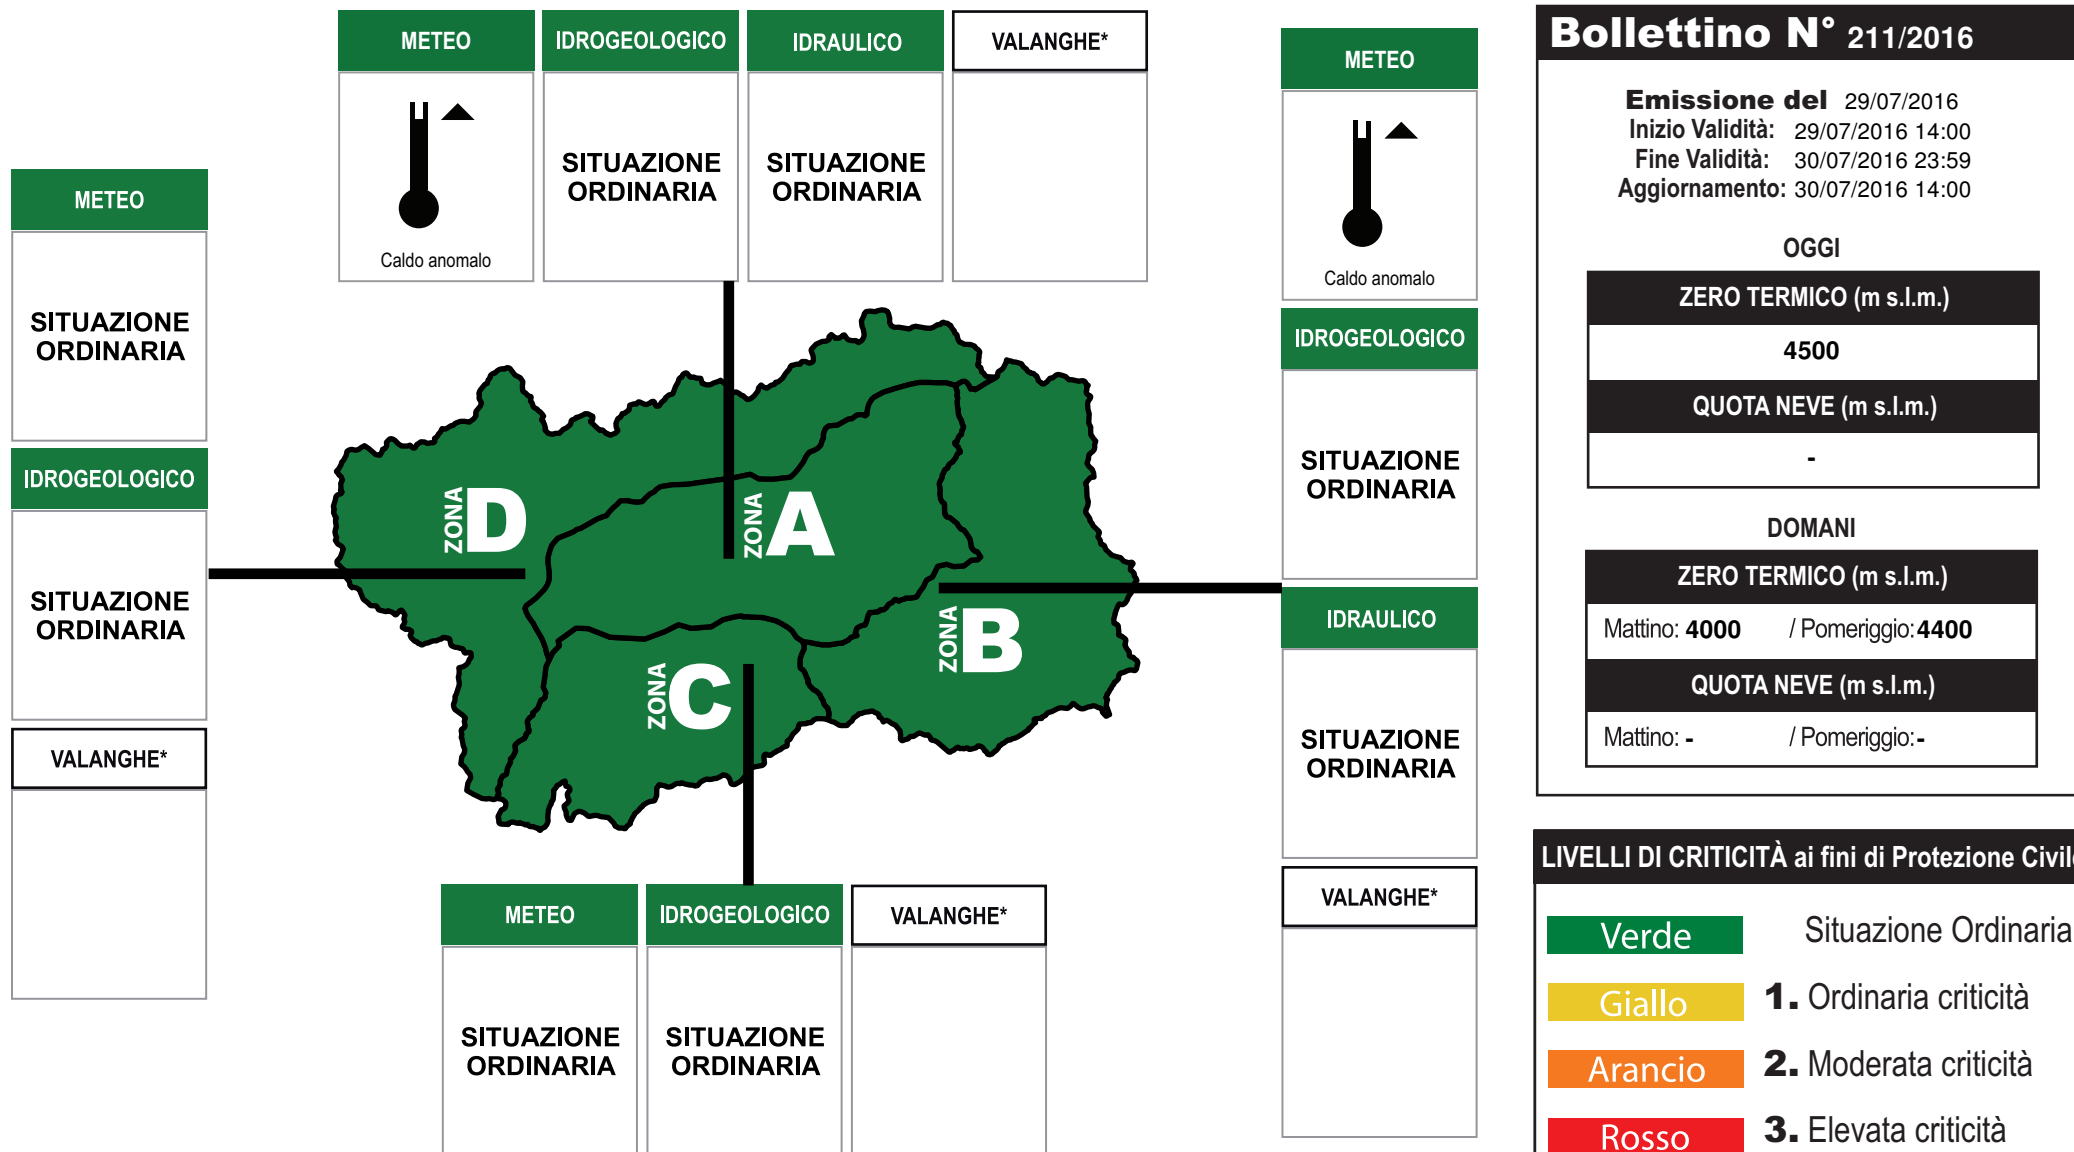 METEO
IDROGEOLOGICO
IDRAULICO
VALANGHE*
Caldo anomalo
SITUAZIONE
ORDINARIA
SITUAZIONE
ORDINARIA
METEO
SITUAZIONE
ORDINARIA
IDROGEOLOGICO
SITUAZIONE
ORDINARIA
VALANGHE*
ZONA D
ZONA A
ZONA B
ZONA C
METEO
Caldo anomalo
IDROGEOLOGICO
SITUAZIONE
ORDINARIA
IDRAULICO
SITUAZIONE
ORDINARIA
VALANGHE*
METEO
IDROGEOLOGICO
VALANGHE*
SITUAZIONE
ORDINARIA
SITUAZIONE
ORDINARIA
Bollettino N° 211/2016
Emissione del 29/07/2016
Inizio Validità: 29/07/2016 14:00
Fine Validità: 30/07/2016 23:59
Aggiornamento: 30/07/2016 14:00
OGGI
ZERO TERMICO (m s.l.m.)
4500
QUOTA NEVE (m s.l.m.)
-
DOMANI
ZERO TERMICO (m s.l.m.)
Mattino: 4000 / Pomeriggio: 4400
QUOTA NEVE (m s.l.m.)
Mattino: - / Pomeriggio: -
LIVELLI DI CRITICITÀ ai fini di Protezione Civile
Verde Situazione Ordinaria
Giallo 1. Ordinaria criticità
Arancio 2. Moderata criticità
Rosso 3. Elevata criticità